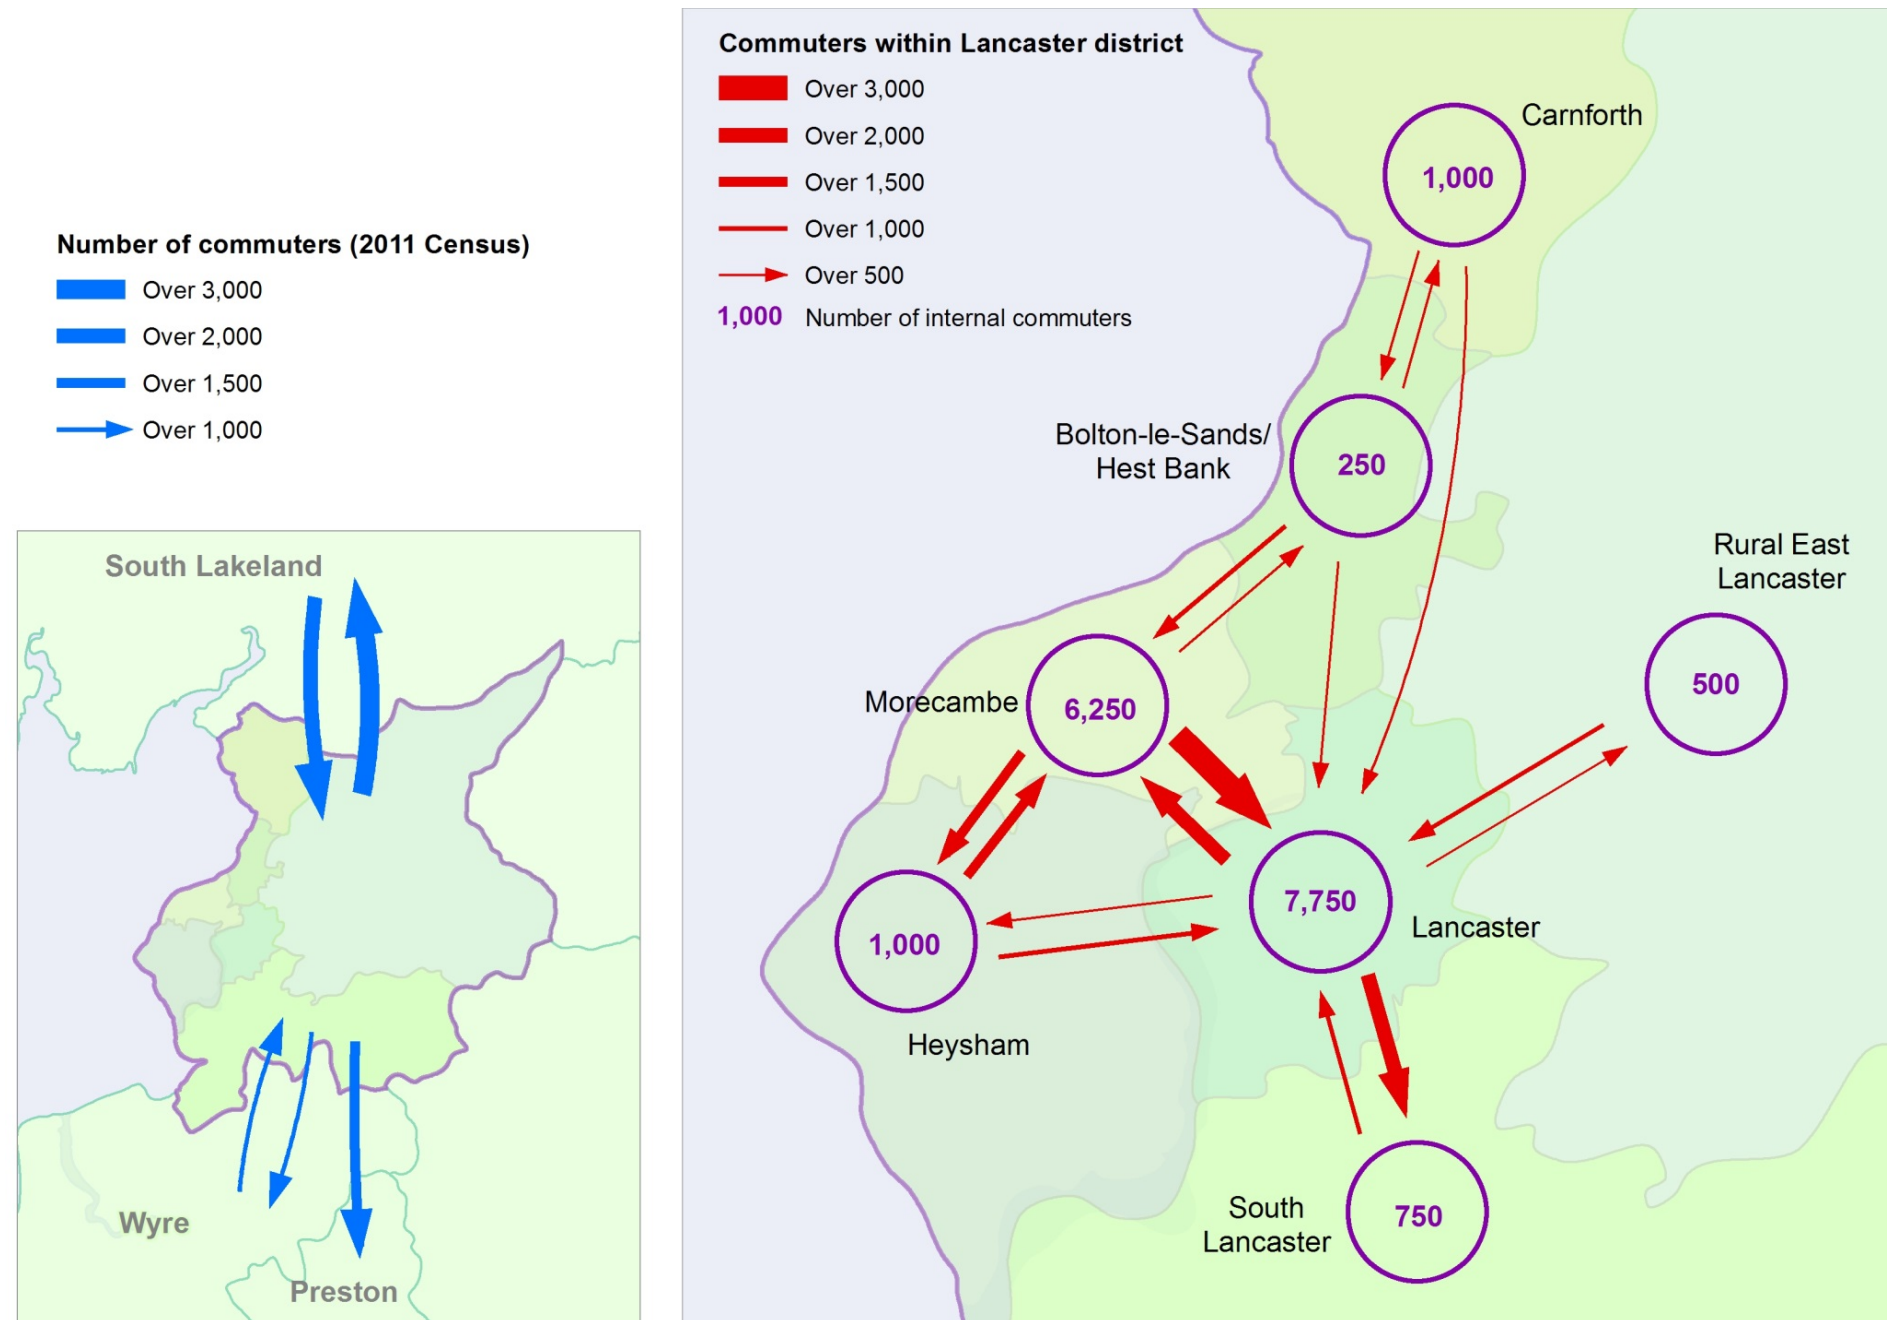 Number of commuters (2011 Census)
Over 3,000
Over 2,000
Over 1,500
Over 1,000
South Lakeland
Wyre
Preston
Commuters within Lancaster district
Over 3,000
Over 2,000
Over 1,500
Over 1,000
Over 500
1,000 Number of internal commuters
Carnforth
1,000
Bolton-le-Sands/
Hest Bank
250
Rural East
Lancaster
500
Morecambe
6,250
7,750
Lancaster
1,000
Heysham
South
Lancaster
750